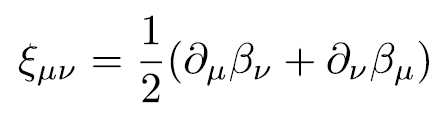 ξ_{μν} = \frac{1}{2}(∂_μ β_ν + ∂_ν β_μ)